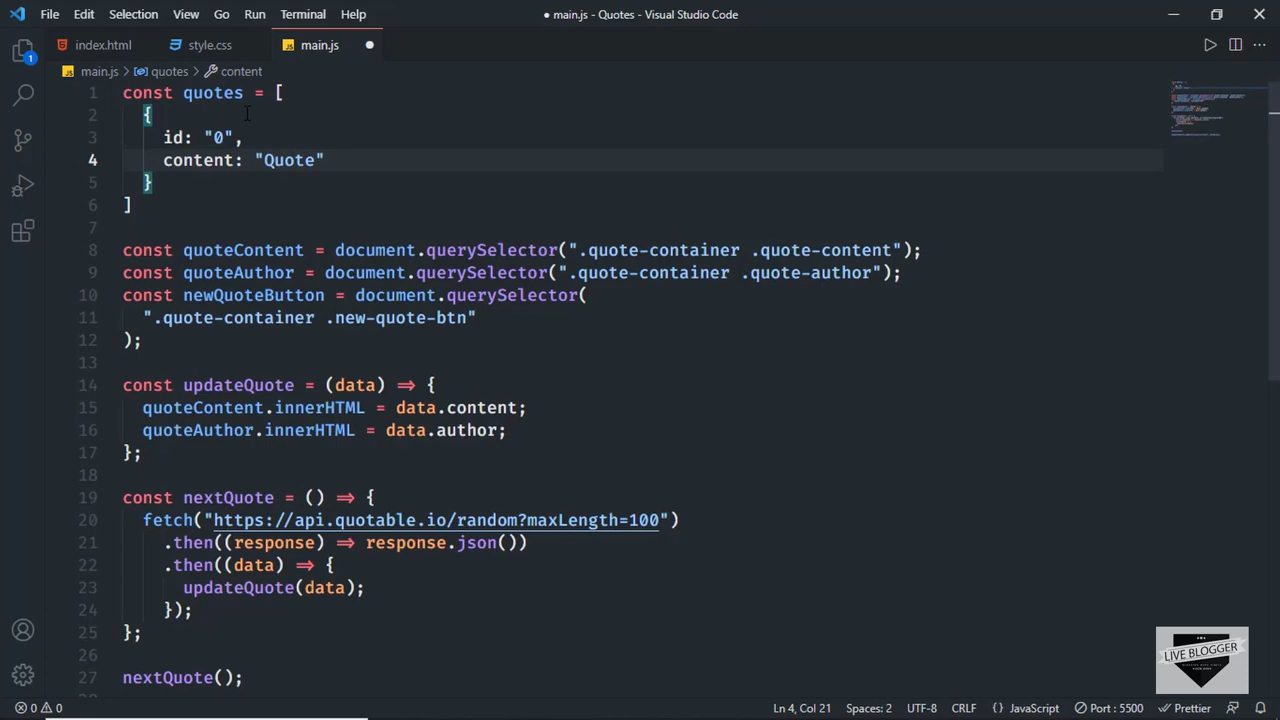 File Edit Selection View Go Run Terminal Help
● main.js - Quotes - Visual Studio Code
index.html style.css JS main.js ●
1
JS main.js > quotes > content
1 const quotes = [
2 {
3 id: "0",
4 content: "Quote"
5 }
6 ]
7
8 const quoteContent = document.querySelector(".quote-container .quote-content");
9 const quoteAuthor = document.querySelector(".quote-container .quote-author");
10 const newQuoteButton = document.querySelector(
11 ".quote-container .new-quote-btn"
12 );
13
14 const updateQuote = (data) ⇒ {
15 quoteContent.innerHTML = data.content;
16 quoteAuthor.innerHTML = data.author;
17 };
18
19 const nextQuote = () ⇒ {
20 fetch("https://api.quotable.io/random?maxLength=100")
21 .then((response) ⇒ response.json())
22 .then((data) ⇒ {
23 updateQuote(data);
24 });
25 };
26
27 nextQuote();
LIVE BLOGGER
0 0 Ln 4, Col 21 Spaces: 2 UTF-8 CRLF {} JavaScript Port : 5500 Prettier